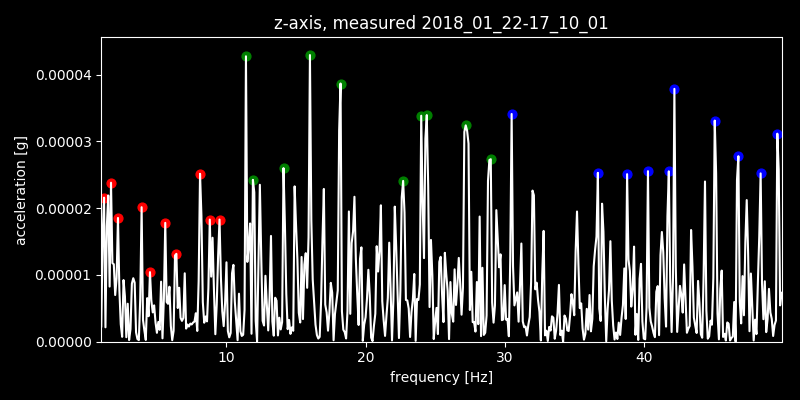 z-axis, measured 2018_01_22-17_10_01
0.00004
0.00003
0.00002
0.00001
0.00000
acceleration [g]
10 20 30 40
frequency [Hz]